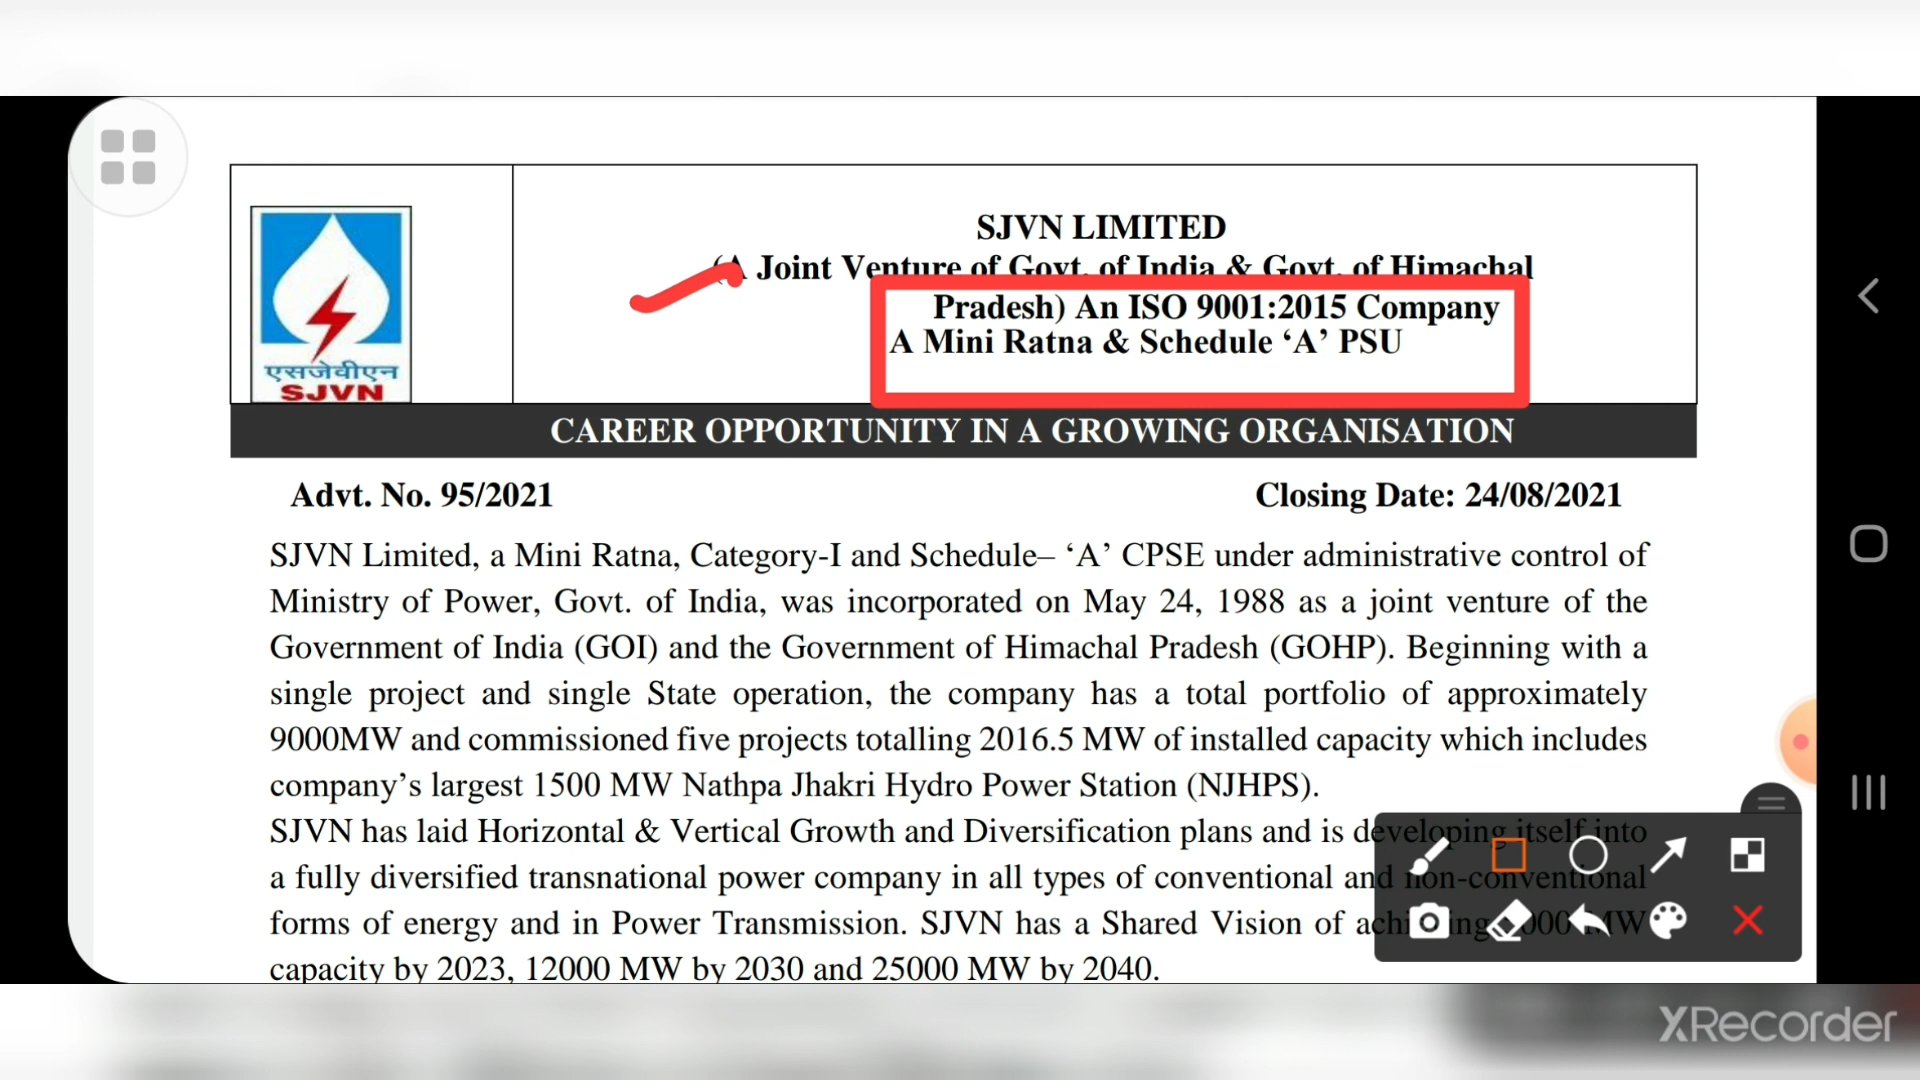 SJVN LIMITED
(A Joint Venture of Govt. of India & Govt. of Himachal
Pradesh) An ISO 9001:2015 Company
A Mini Ratna & Schedule ‘A’ PSU
एसजेवीएन
SJVN
CAREER OPPORTUNITY IN A GROWING ORGANISATION
Advt. No. 95/2021 Closing Date: 24/08/2021
SJVN Limited, a Mini Ratna, Category-I and Schedule– ‘A’ CPSE under administrative control of
Ministry of Power, Govt. of India, was incorporated on May 24, 1988 as a joint venture of the
Government of India (GOI) and the Government of Himachal Pradesh (GOHP). Beginning with a
single project and single State operation, the company has a total portfolio of approximately
9000MW and commissioned five projects totalling 2016.5 MW of installed capacity which includes
company’s largest 1500 MW Nathpa Jhakri Hydro Power Station (NJHPS).
SJVN has laid Horizontal & Vertical Growth and Diversification plans and is developing itself into
a fully diversified transnational power company in all types of conventional and non-conventional
forms of energy and in Power Transmission. SJVN has a Shared Vision of MW
capacity by 2023, 12000 MW by 2030 and 25000 MW by 2040.
XRecorder